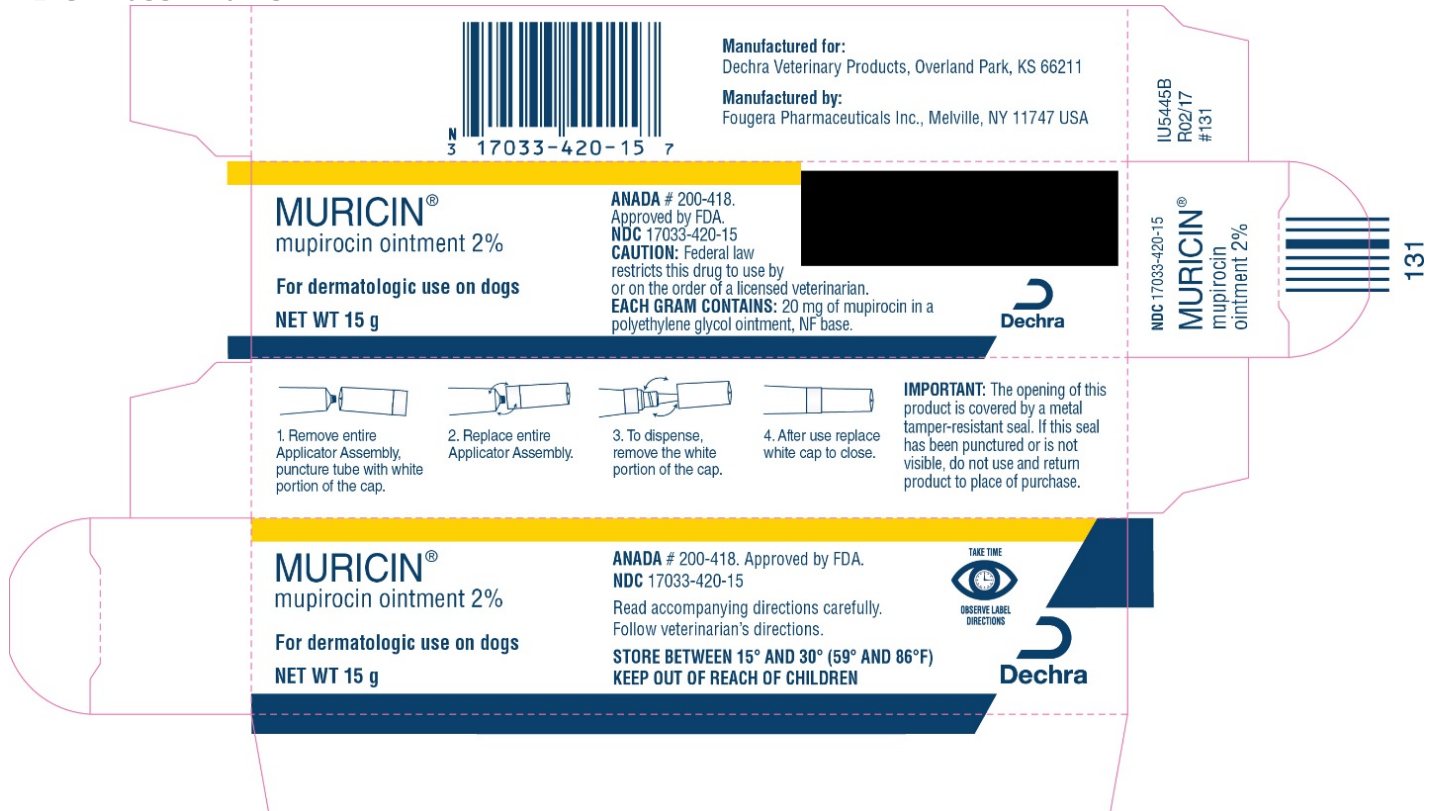 Manufactured for:
Dechra Veterinary Products, Overland Park, KS 66211
Manufactured by:
Fougera Pharmaceuticals Inc., Melville, NY 11747 USA
N
3 17033-420-15 7
IU5445B
R02/17
#131
MURICIN®
mupirocin ointment 2%
For dermatologic use on dogs
NET WT 15 g
ANADA # 200-418.
Approved by FDA.
NDC 17033-420-15
CAUTION: Federal law
restricts this drug to use by
or on the order of a licensed veterinarian.
EACH GRAM CONTAINS: 20 mg of mupirocin in a
polyethylene glycol ointment, NF base.
Dechra
NDC 17033-420-15
MURICIN®
mupirocin
ointment 2%
131
1. Remove entire
Applicator Assembly,
puncture tube with white
portion of the cap.
2. Replace entire
Applicator Assembly.
3. To dispense,
remove the white
portion of the cap.
4. After use replace
white cap to close.
IMPORTANT: The opening of this
product is covered by a metal
tamper-resistant seal. If this seal
has been punctured or is not
visible, do not use and return
product to place of purchase.
MURICIN®
mupirocin ointment 2%
For dermatologic use on dogs
NET WT 15 g
ANADA # 200-418. Approved by FDA.
NDC 17033-420-15
Read accompanying directions carefully.
Follow veterinarian's directions.
STORE BETWEEN 15° AND 30° (59° AND 86°F)
KEEP OUT OF REACH OF CHILDREN
TAKE TIME
OBSERVE LABEL
DIRECTIONS
Dechra